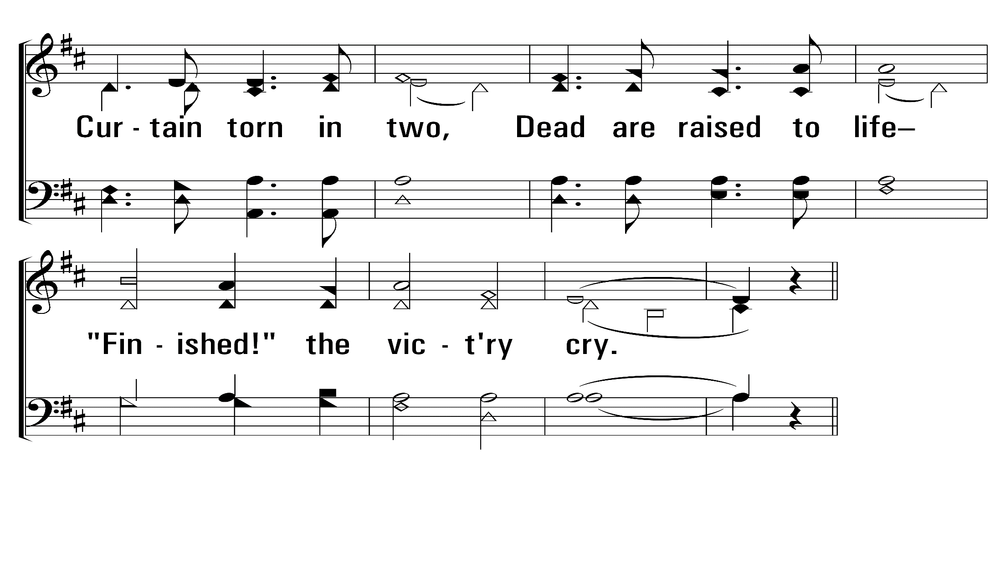 Cur - tain torn in two, Dead are raised to life–
"Fin - ished!" the vic - t'ry cry.